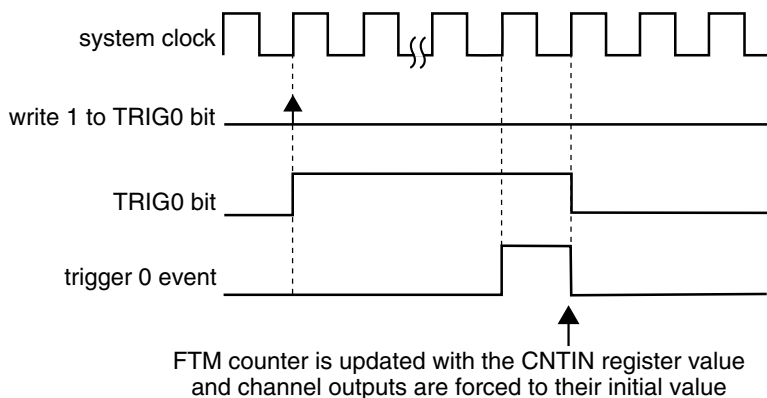 system clock
write 1 to TRIG0 bit
TRIG0 bit
trigger 0 event
FTM counter is updated with the CNTIN register value
and channel outputs are forced to their initial value